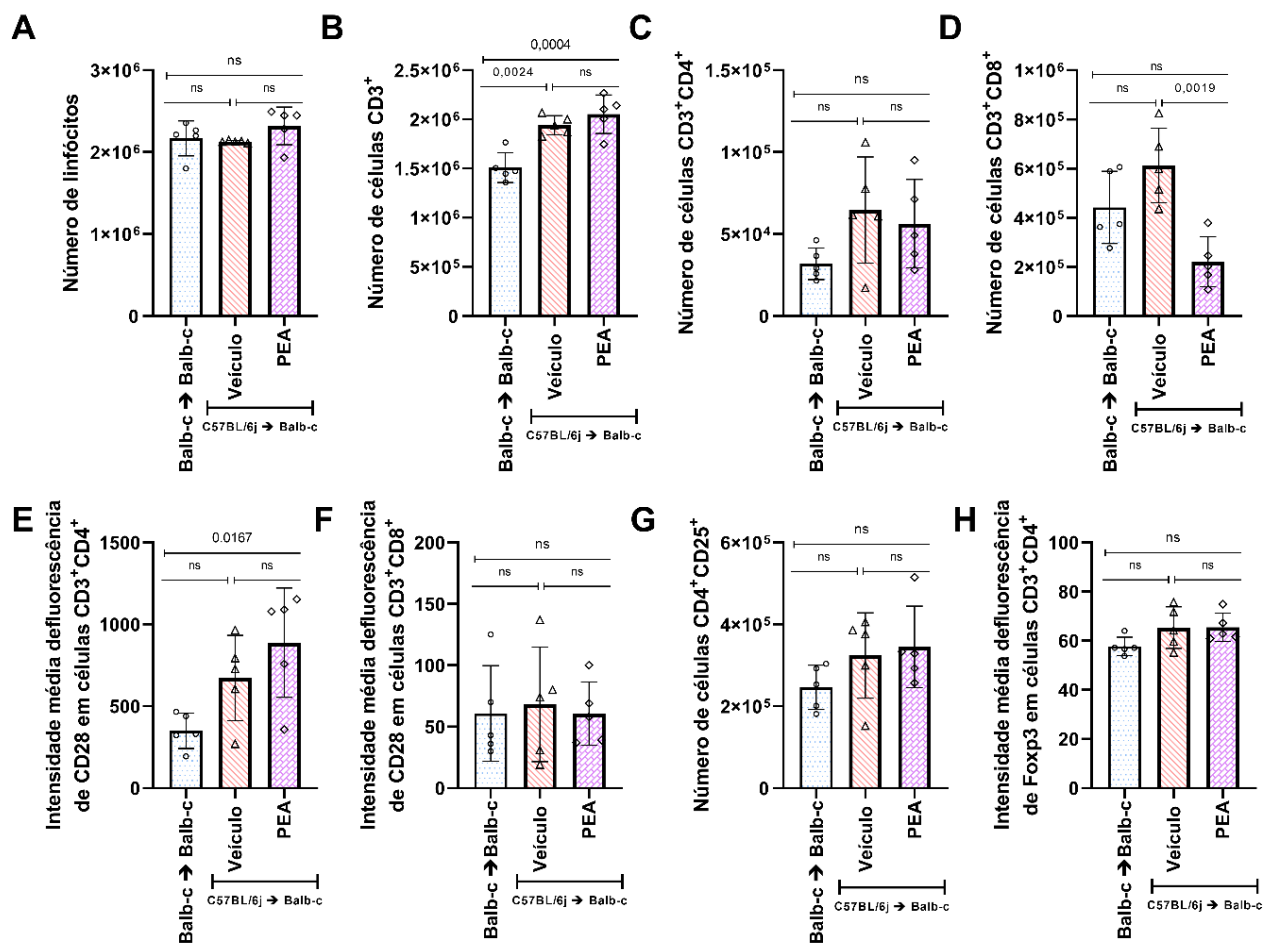 A
Número de linfócitos
3×10⁶
2×10⁶
1×10⁶
0
ns
ns
ns
Balb-c ➔ Balb-c
Veículo
PEA
C57BL/6j ➔ Balb-c
B
Número de células CD3⁺
2.5×10⁶
2×10⁶
1.5×10⁶
1×10⁶
5×10⁵
0
0,0004
0,0024
ns
Balb-c ➔ Balb-c
Veículo
PEA
C57BL/6j ➔ Balb-c
C
Número de células CD3⁺CD4⁺
1.5×10⁵
1×10⁵
5×10⁴
0
ns
ns
ns
Balb-c ➔ Balb-c
Veículo
PEA
C57BL/6j ➔ Balb-c
D
Número de células CD3⁺CD8⁺
1×10⁶
8×10⁵
6×10⁵
4×10⁵
2×10⁵
0
ns
ns
0,0019
Balb-c ➔ Balb-c
Veículo
PEA
C57BL/6j ➔ Balb-c
E
Intensidade média defluorescência
de CD28 em células CD3⁺CD4⁺
1500
1000
500
0
0.0167
ns
ns
Balb-c ➔ Balb-c
Veículo
PEA
C57BL/6j ➔ Balb-c
F
Intensidade média defluorescência
de CD28 em células CD3⁺CD8⁺
200
150
100
50
0
ns
ns
ns
Balb-c ➔ Balb-c
Veículo
PEA
C57BL/6j ➔ Balb-c
G
Número de células CD4⁺CD25⁺
6×10⁵
4×10⁵
2×10⁵
0
ns
ns
ns
Balb-c ➔ Balb-c
Veículo
PEA
C57BL/6j ➔ Balb-c
H
Intensidade média defluorescência
de Foxp3 em células CD3⁺CD4⁺
100
80
60
40
20
0
ns
ns
ns
Balb-c ➔ Balb-c
Veículo
PEA
C57BL/6j ➔ Balb-c